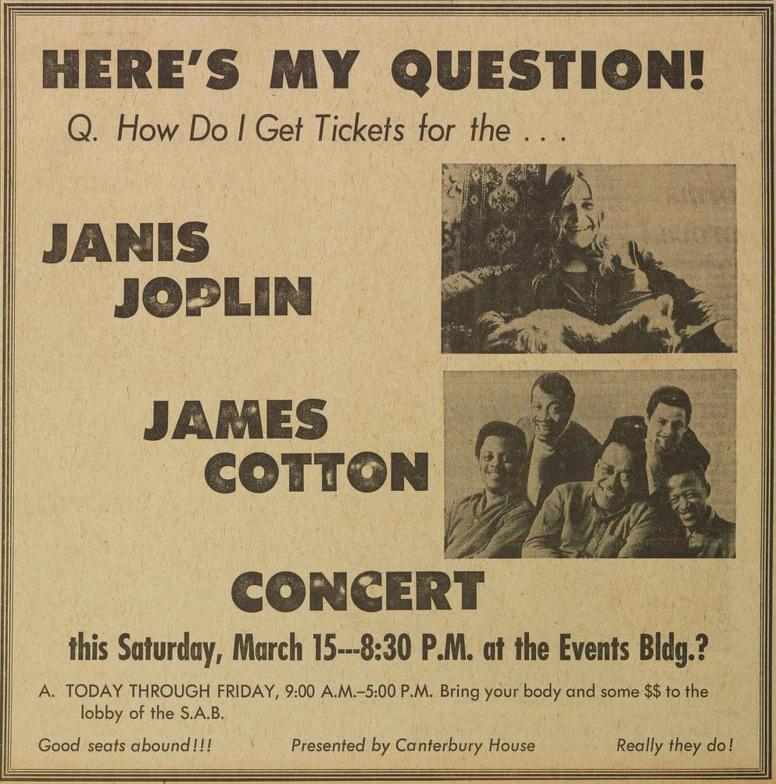 HERE'S MY QUESTION!
Q. How Do I Get Tickets for the . . .
JANIS
JOPLIN
JAMES
COTTON
CONCERT
this Saturday, March 15---8:30 P.M. at the Events Bldg.?
A. TODAY THROUGH FRIDAY, 9:00 A.M.–5:00 P.M. Bring your body and some $$ to the
lobby of the S.A.B.
Good seats abound!!! Presented by Canterbury House Really they do!